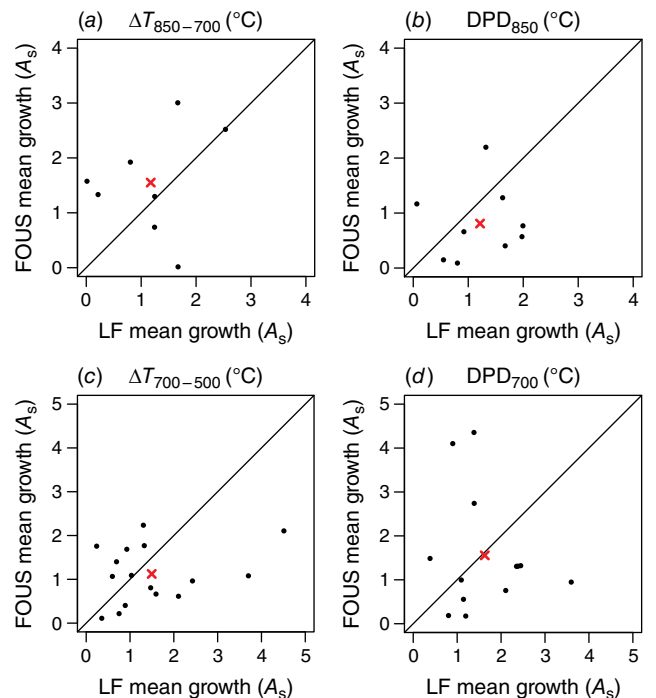 (a) ΔT850–700 (°C)
(b) DPD850 (°C)
FOUS mean growth (As)
4
3
2
1
0
0 1 2 3 4
LF mean growth (As)
FOUS mean growth (As)
4
3
2
1
0
0 1 2 3 4
LF mean growth (As)
(c) ΔT700–500 (°C)
(d) DPD700 (°C)
FOUS mean growth (As)
5
4
3
2
1
0
0 1 2 3 4 5
LF mean growth (As)
FOUS mean growth (As)
5
4
3
2
1
0
0 1 2 3 4 5
LF mean growth (As)